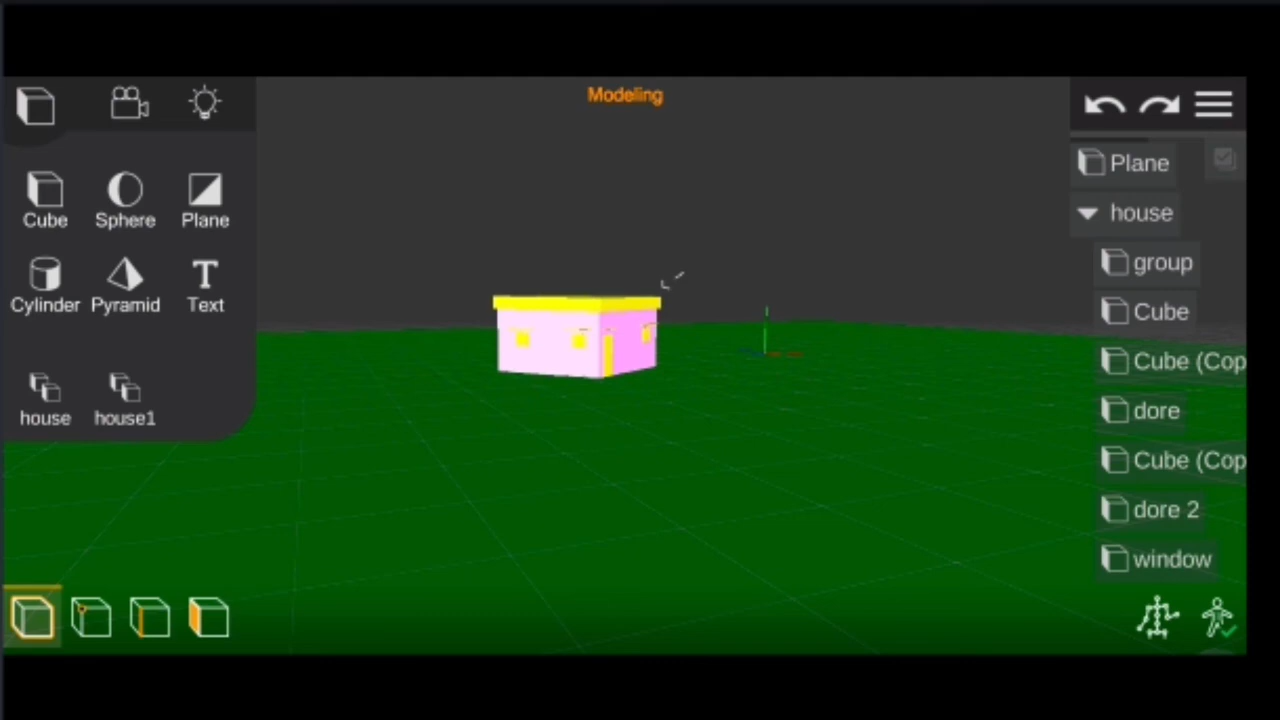 Modeling
Cube Sphere Plane
Cylinder Pyramid Text
house house1
Plane
house
group
Cube
Cube (Cop
dore
Cube (Cop
dore 2
window